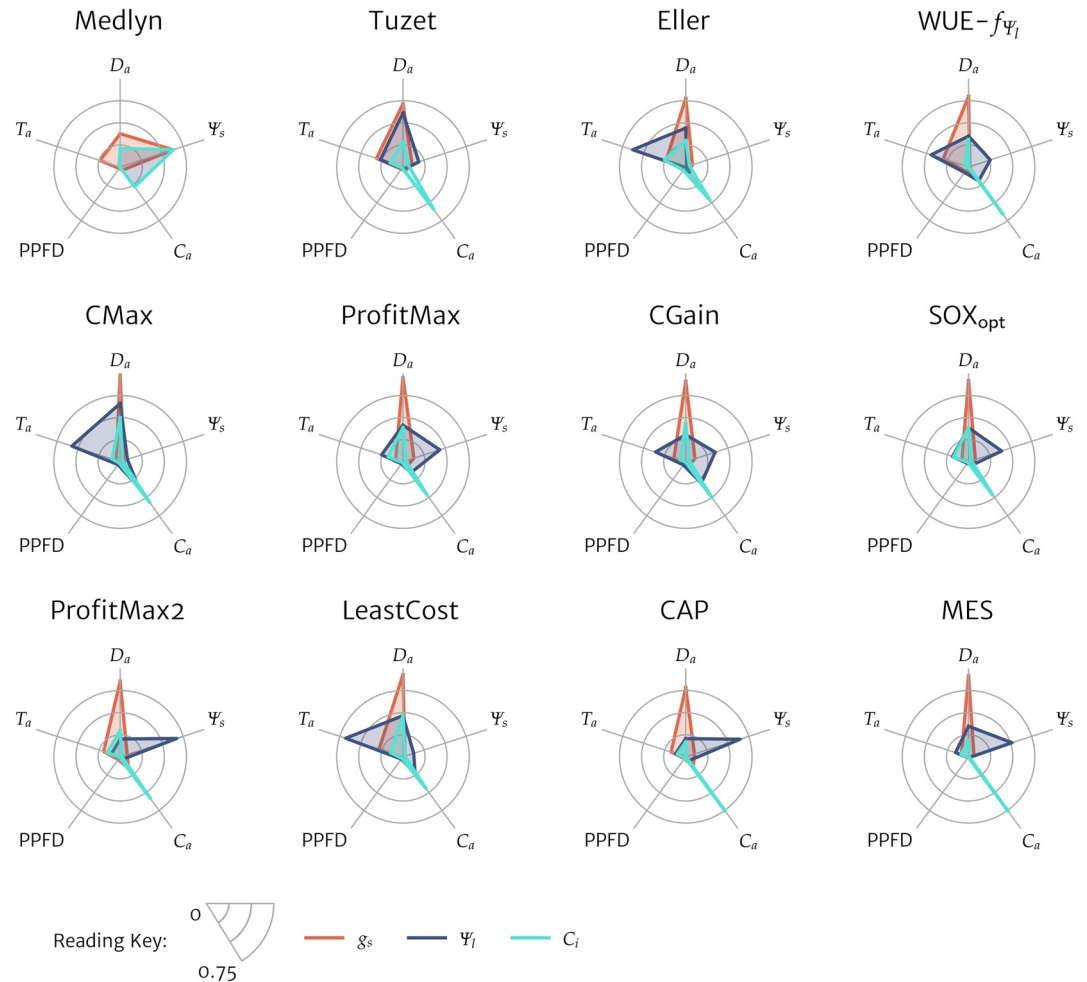 Medlyn Tuzet Eller WUE-fΨl
Da Da Da Da
Ta Ψs Ta Ψs Ta Ψs Ta Ψs
PPFD Ca PPFD Ca PPFD Ca PPFD Ca
CMax ProfitMax CGain SOXopt
Da Da Da Da
Ta Ψs Ta Ψs Ta Ψs Ta Ψs
PPFD Ca PPFD Ca PPFD Ca PPFD Ca
ProfitMax2 LeastCost CAP MES
Da Da Da Da
Ta Ψs Ta Ψs Ta Ψs Ta Ψs
PPFD Ca PPFD Ca PPFD Ca PPFD Ca
0
Reading Key: gs Ψl Ci
0.75